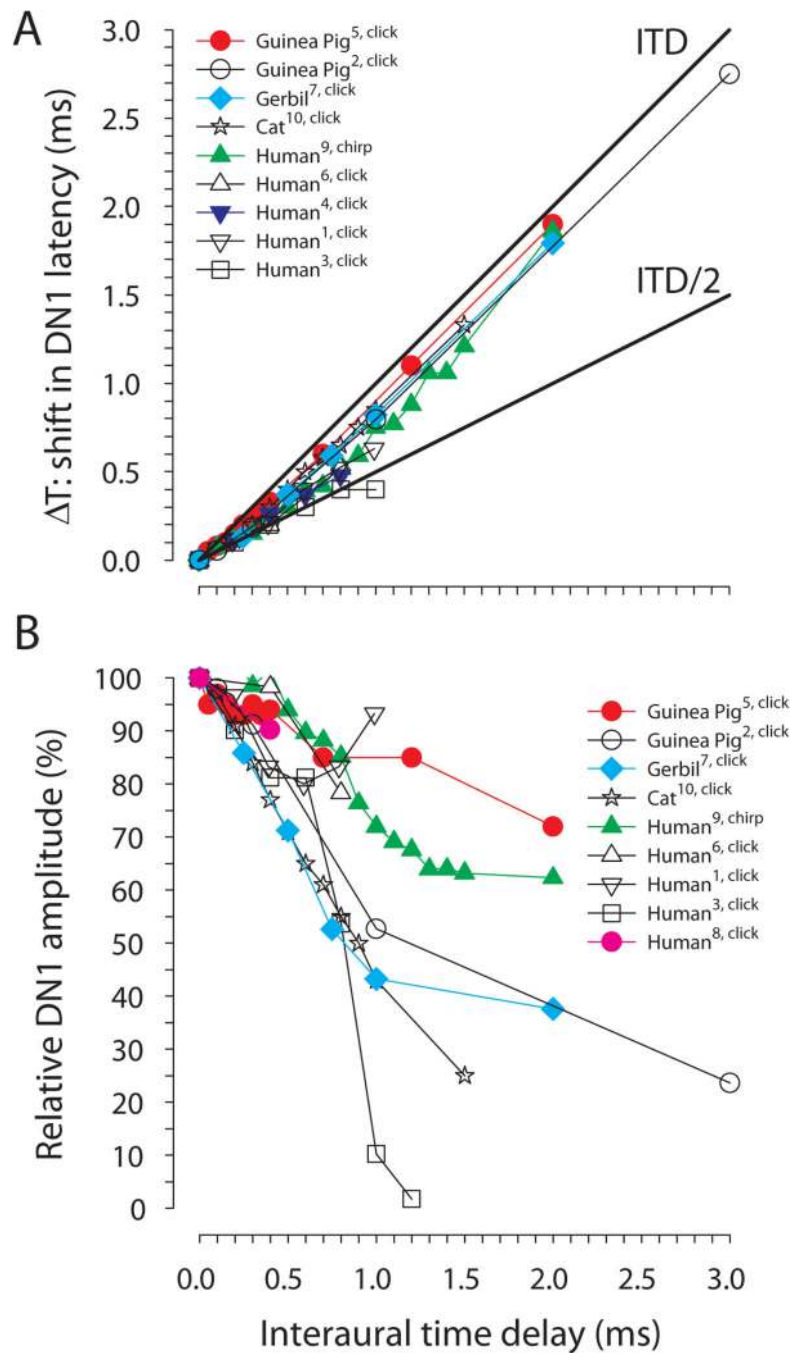 A
ΔT: shift in DN1 latency (ms)
3.0
2.5
2.0
1.5
1.0
0.5
0.0
Guinea Pig5, click
Guinea Pig2, click
Gerbil7, click
Cat10, click
Human9, chirp
Human6, click
Human4, click
Human1, click
Human3, click
ITD
ITD/2
B
Relative DN1 amplitude (%)
100
90
80
70
60
50
40
30
20
10
0
Guinea Pig5, click
Guinea Pig2, click
Gerbil7, click
Cat10, click
Human9, chirp
Human6, click
Human1, click
Human3, click
Human8, click
0.0 0.5 1.0 1.5 2.0 2.5 3.0
Interaural time delay (ms)